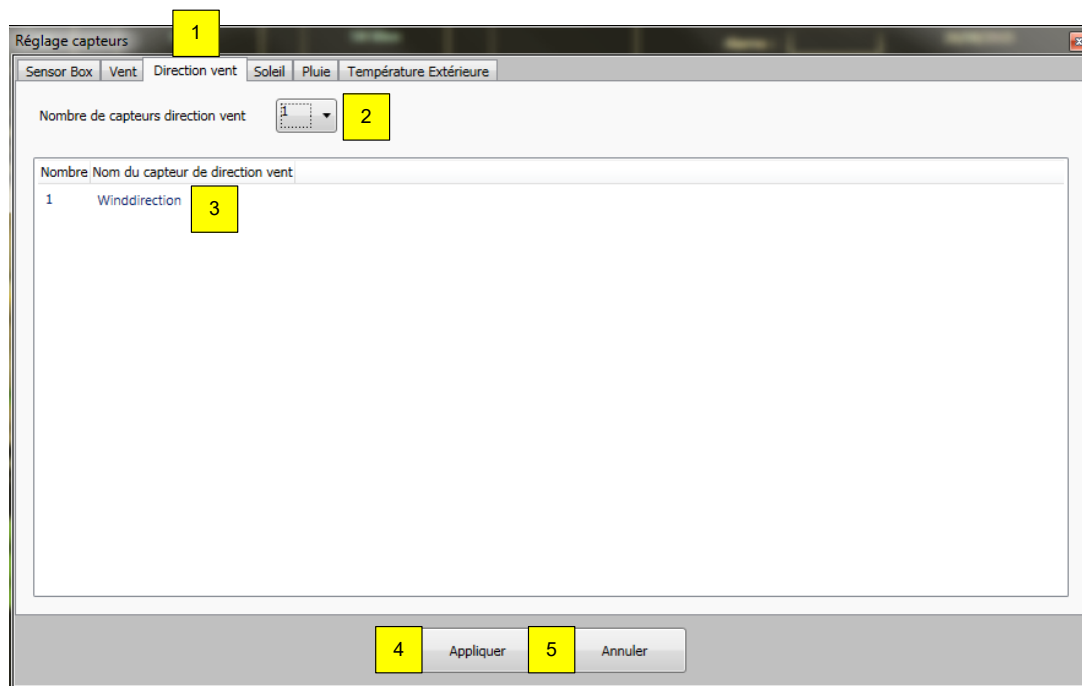 1
Réglage capteurs
Sensor Box Vent Direction vent Soleil Pluie Température Extérieure
Nombre de capteurs direction vent 1 2
Nombre Nom du capteur de direction vent
1 Winddirection 3
4 Appliquer 5 Annuler